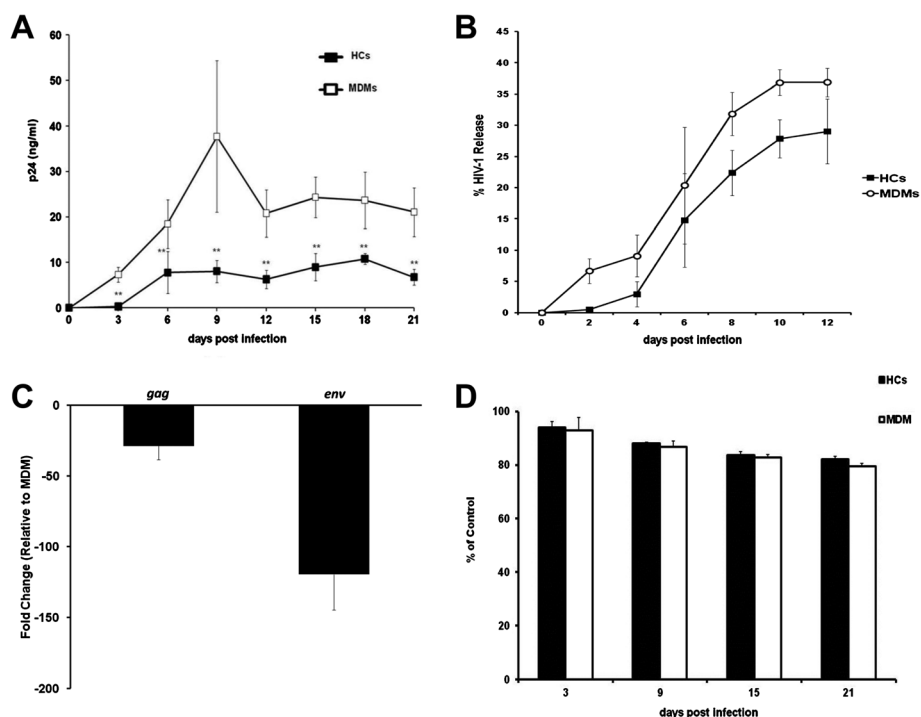 A
HCs
MDMs
60
50
40
30
20
10
0
p24 (ng/ml)
**
**
**
**
**
**
**
0 3 6 9 12 15 18 21
days post infection
B
45
40
35
30
25
20
15
10
5
0
% HIV-1 Release
HCs
MDMs
0 2 4 6 8 10 12
days post infection
C
gag env
0
-50
-100
-150
-200
Fold Change (Relative to MDM)
D
HCs
MDM
100
80
60
40
20
0
% of Control
3 9 15 21
days post infection